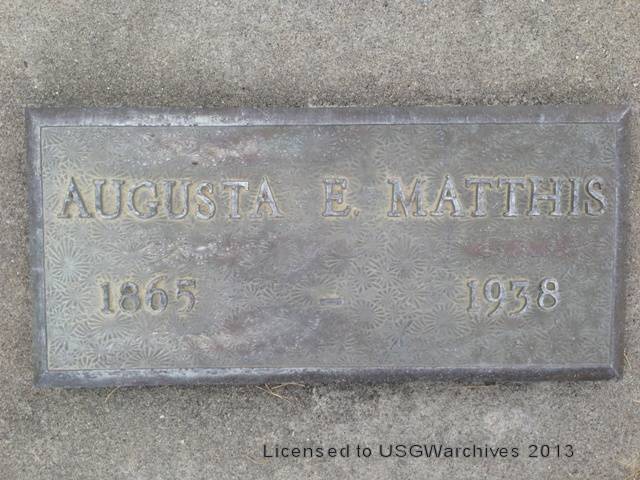 AUGUSTA E. MATTHIS
1865 - 1938
Licensed to USGWarchives 2013